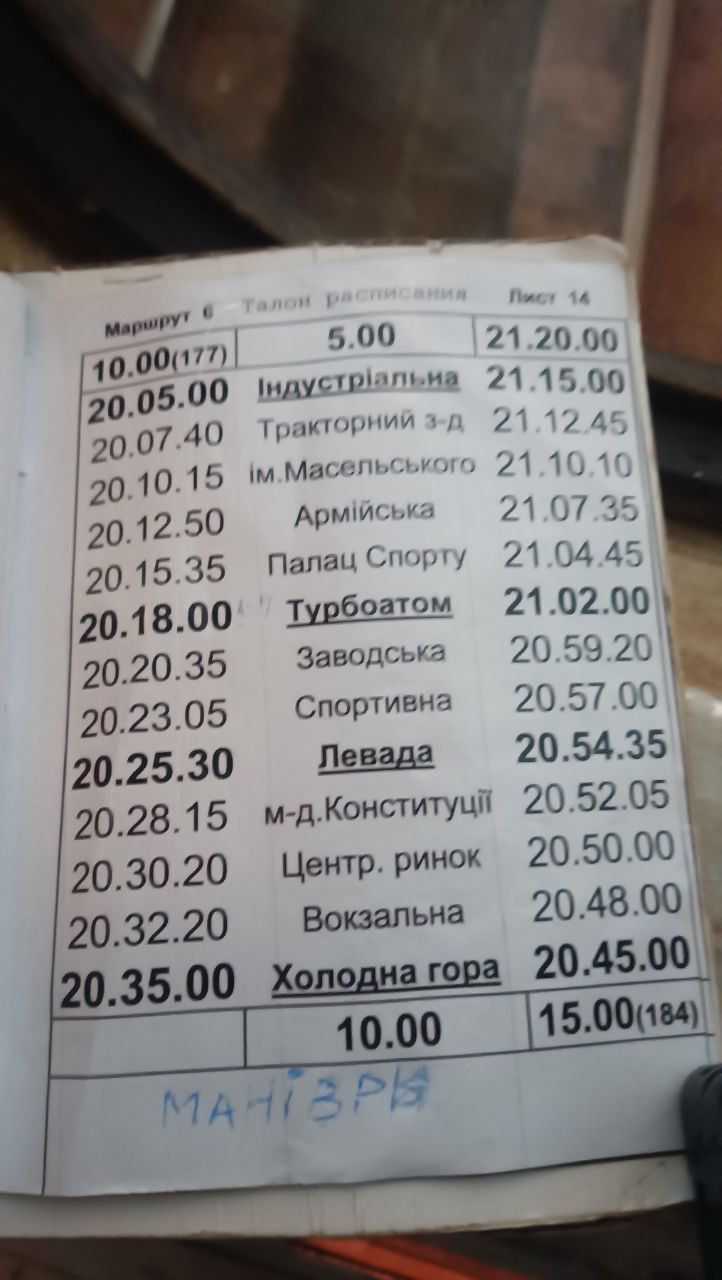 Маршрут 6 Талон расписания Лист 14
10.00(177) 5.00 21.20.00
20.05.00 Індустріальна 21.15.00
20.07.40 Тракторний з-д 21.12.45
20.10.15 ім.Масельського 21.10.10
20.12.50 Армійська 21.07.35
20.15.35 Палац Спорту 21.04.45
20.18.00 Турбоатом 21.02.00
20.20.35 Заводська 20.59.20
20.23.05 Спортивна 20.57.00
20.25.30 Левада 20.54.35
20.28.15 м-д.Конституції 20.52.05
20.30.20 Центр. ринок 20.50.00
20.32.20 Вокзальна 20.48.00
20.35.00 Холодна гора 20.45.00
10.00 15.00(184)